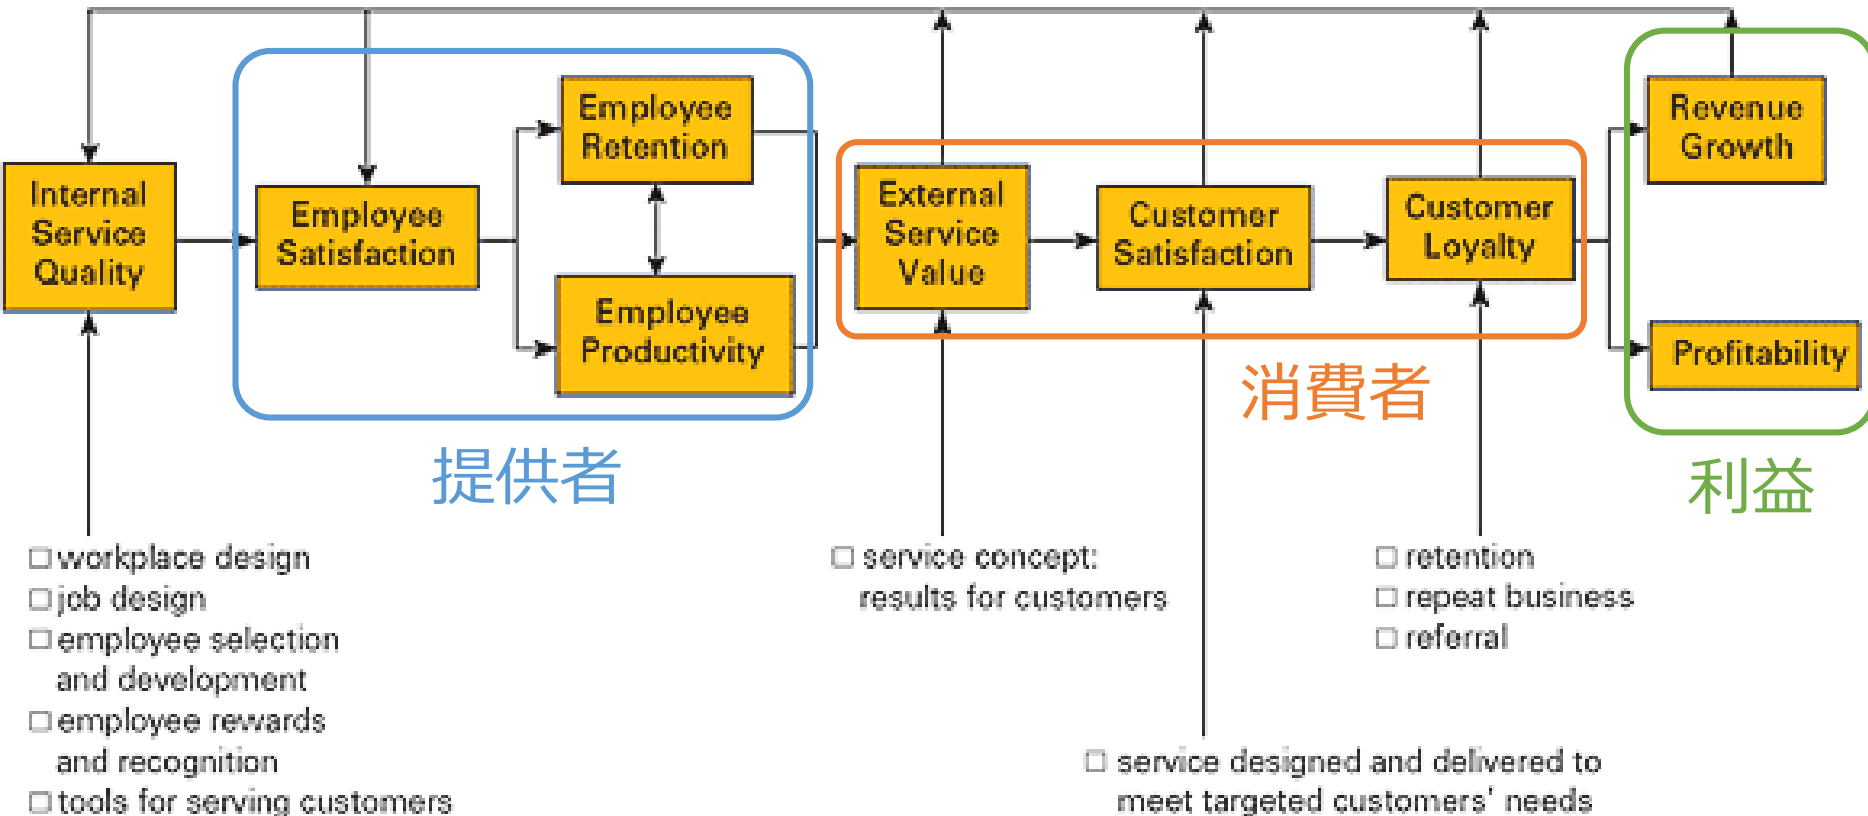 Internal
Service
Quality
Employee
Satisfaction
Employee
Retention
Employee
Productivity
提供者
External
Service
Value
Customer
Satisfaction
Customer
Loyalty
消費者
Revenue
Growth
Profitability
利益
□ workplace design
□ job design
□ employee selection
and development
□ employee rewards
and recognition
□ tools for serving customers
□ service concept:
results for customers
□ service designed and delivered to
meet targeted customers' needs
□ retention
□ repeat business
□ referral